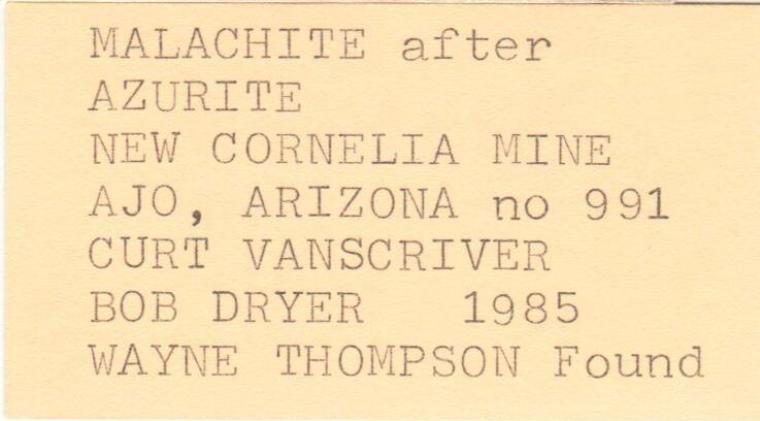 MALACHITE after
AZURITE
NEW CORNELIA MINE
AJO, ARIZONA no 991
CURT VANSCRIVER
BOB DRYER 1985
WAYNE THOMPSON Found